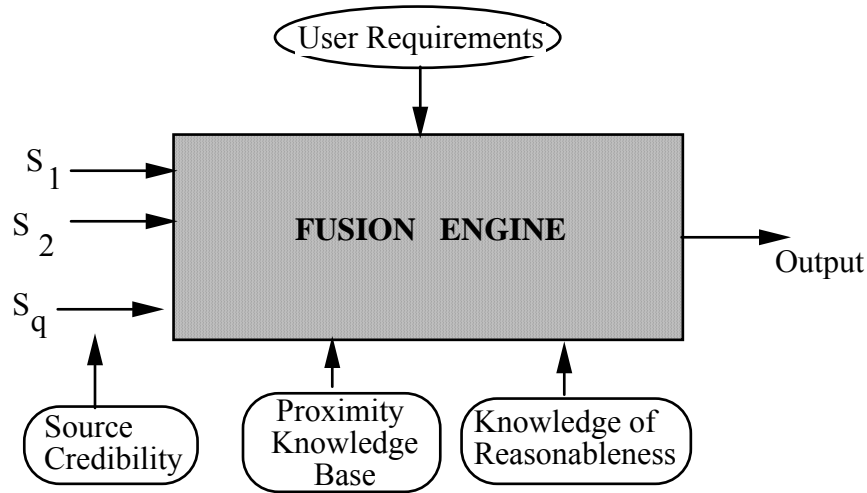 User Requirements
S1
S2
Sq
FUSION ENGINE
Output
Source
Credibility
Proximity
Knowledge
Base
Knowledge of
Reasonableness